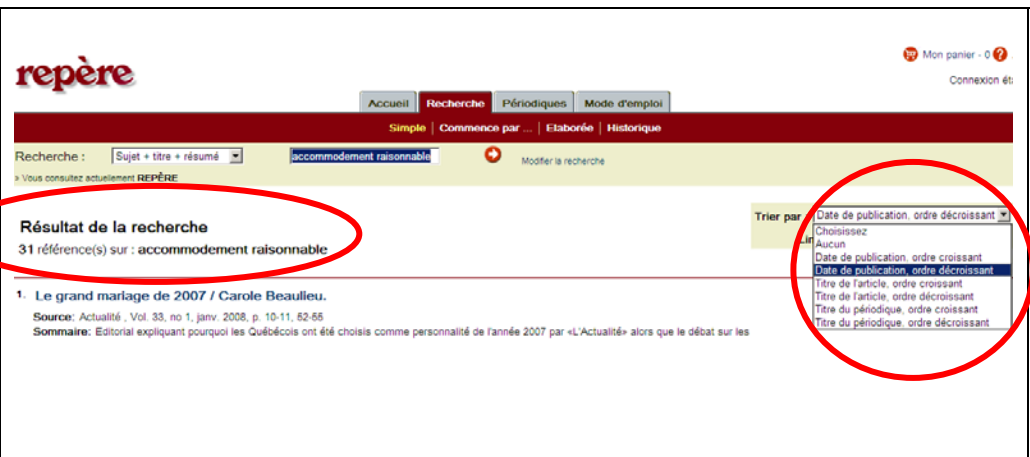 Mon panier - 0 ?
repère
Connexion ét
Accueil Recherche Périodiques Mode d'emploi
Simple | Commence par ... | Elaborée | Historique
Recherche : Sujet + titre + résumé accommodement raisonnable Modifier la recherche
» Vous consultez actuellement REPÈRE
Résultat de la recherche
31 référence(s) sur : accommodement raisonnable
Trier par Date de publication, ordre décroissant
Choisissez
Aucun
Date de publication, ordre croissant
Date de publication, ordre décroissant
Titre de l'article, ordre croissant
Titre de l'article, ordre décroissant
Titre du périodique, ordre croissant
Titre du périodique, ordre décroissant
1. Le grand mariage de 2007 / Carole Beaulieu.
Source: Actualité , Vol. 33, no 1, janv. 2008, p. 10-11, 52-55
Sommaire: Editorial expliquant pourquoi les Québécois ont été choisis comme personnalité de l'année 2007 par «L'Actualité» alors que le débat sur les